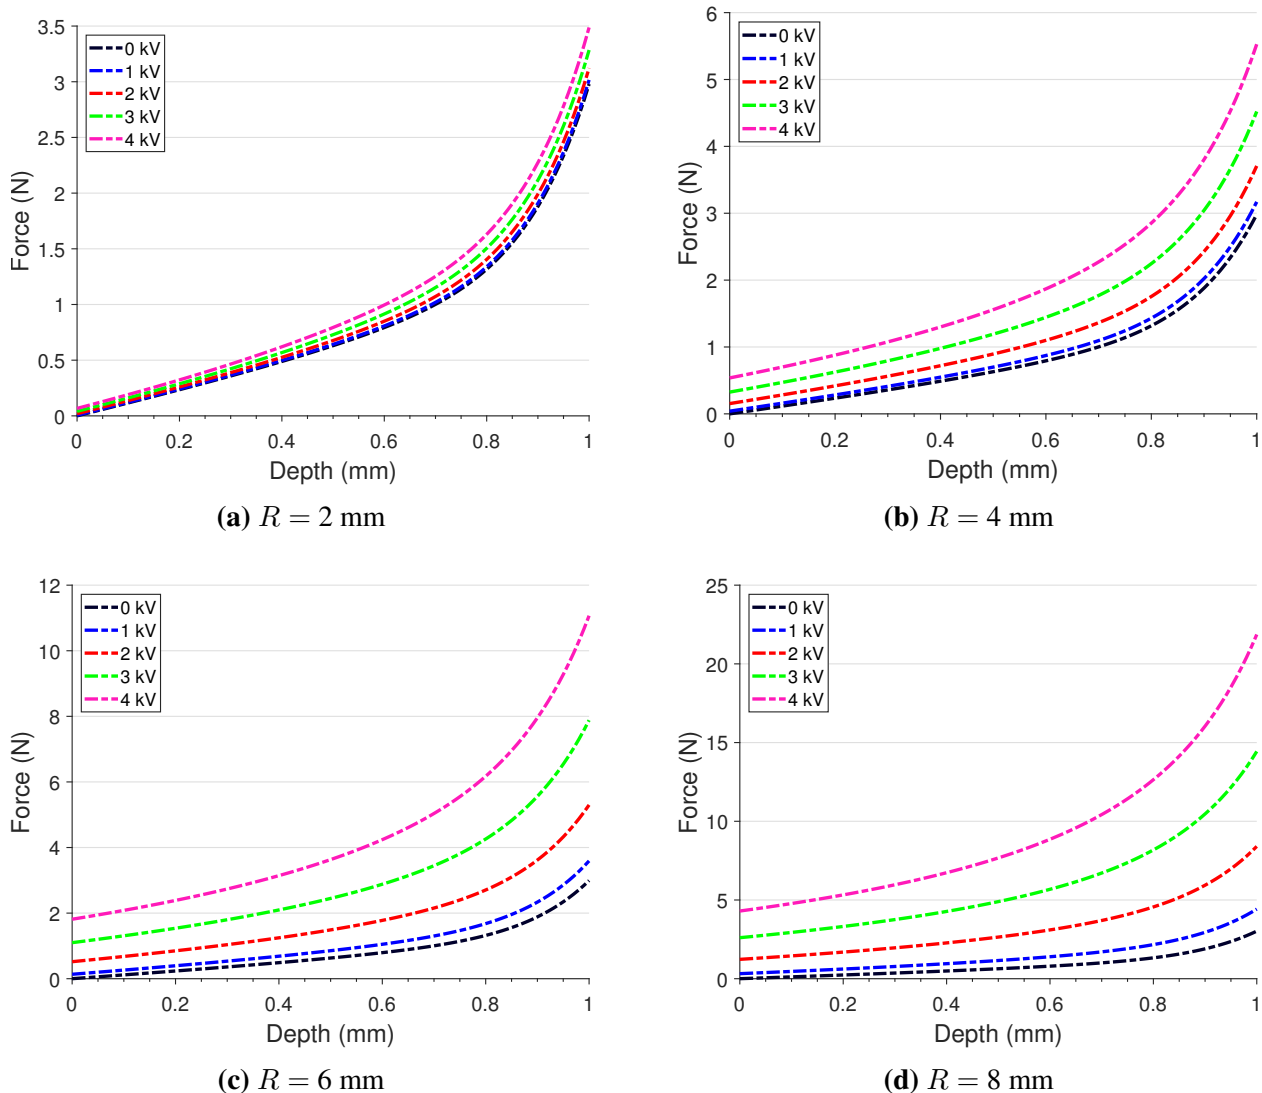 3.5
3
2.5
2
1.5
1
0.5
0
Force (N)
0 kV
1 kV
2 kV
3 kV
4 kV
0 0.2 0.4 0.6 0.8 1
Depth (mm)
(a) R = 2 mm
6
5
4
3
2
1
0
Force (N)
0 kV
1 kV
2 kV
3 kV
4 kV
0 0.2 0.4 0.6 0.8 1
Depth (mm)
(b) R = 4 mm
12
10
8
6
4
2
0
Force (N)
0 kV
1 kV
2 kV
3 kV
4 kV
0 0.2 0.4 0.6 0.8 1
Depth (mm)
(c) R = 6 mm
25
20
15
10
5
0
Force (N)
0 kV
1 kV
2 kV
3 kV
4 kV
0 0.2 0.4 0.6 0.8 1
Depth (mm)
(d) R = 8 mm